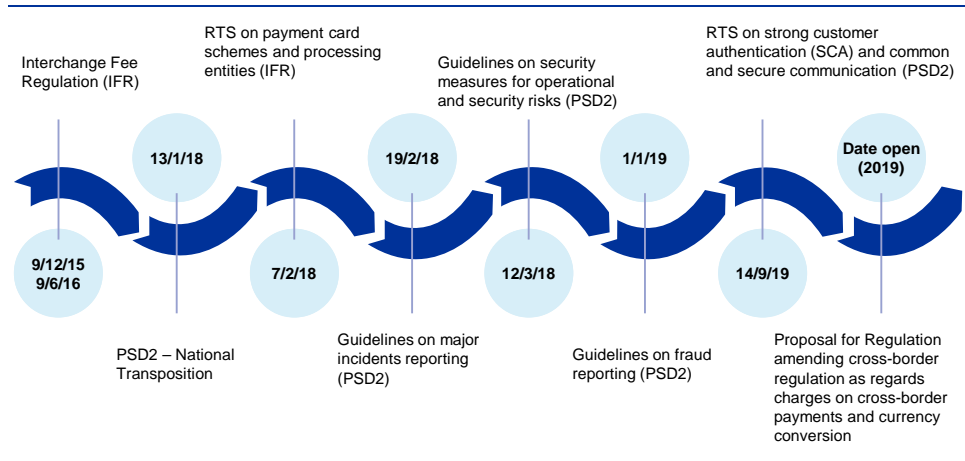 Interchange Fee
Regulation (IFR)
9/12/15
9/6/16
13/1/18
PSD2 – National
Transposition
RTS on payment card
schemes and processing
entities (IFR)
7/2/18
19/2/18
Guidelines on major
incidents reporting
(PSD2)
Guidelines on security
measures for operational
and security risks (PSD2)
12/3/18
1/1/19
Guidelines on fraud
reporting (PSD2)
RTS on strong customer
authentication (SCA) and common
and secure communication (PSD2)
14/9/19
Date open
(2019)
Proposal for Regulation
amending cross-border
regulation as regards
charges on cross-border
payments and currency
conversion